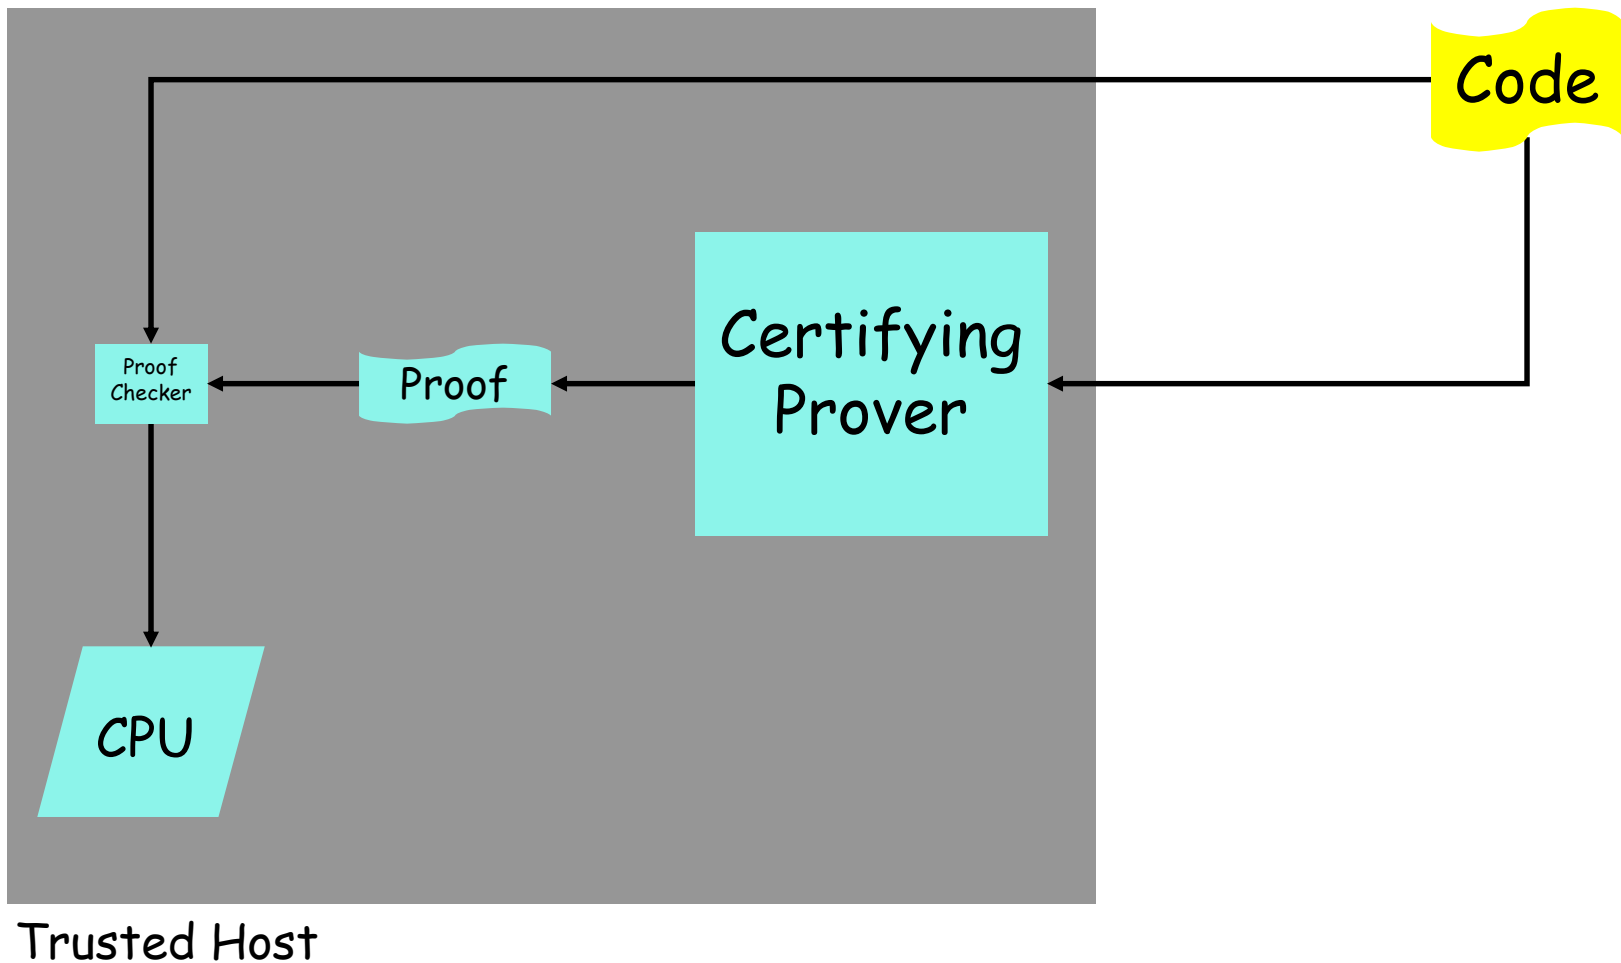 Code
Certifying
Prover
Proof
Proof
Checker
CPU
Trusted Host